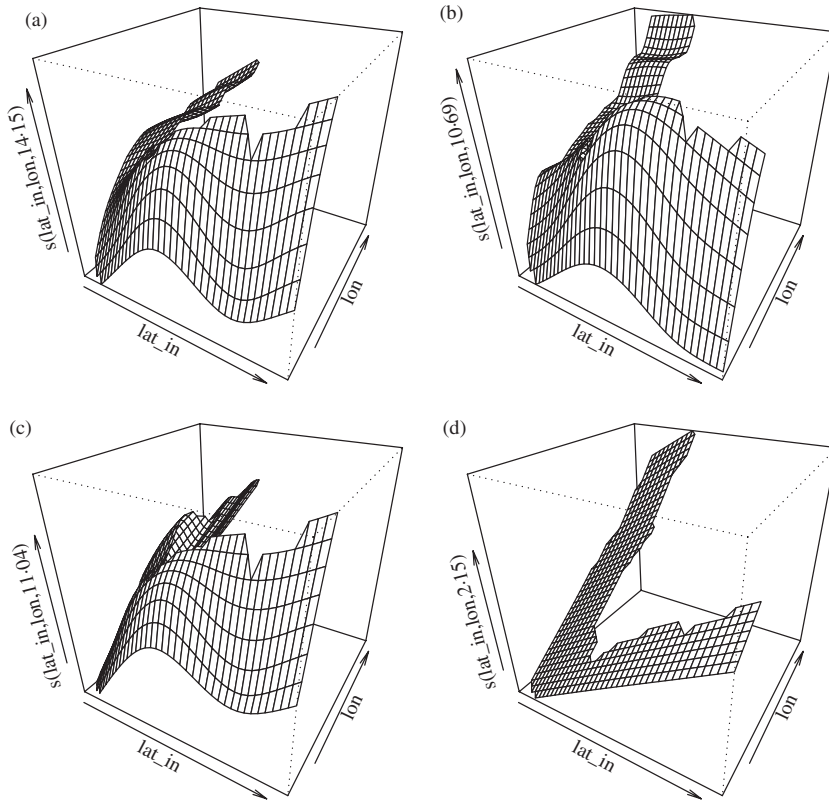 (a)
s(lat_in,lon,14·15)
lat_in
lon
(b)
s(lat_in,lon,10·69)
lat_in
lon
(c)
s(lat_in,lon,11·04)
lat_in
lon
(d)
s(lat_in,lon,2·15)
lat_in
lon